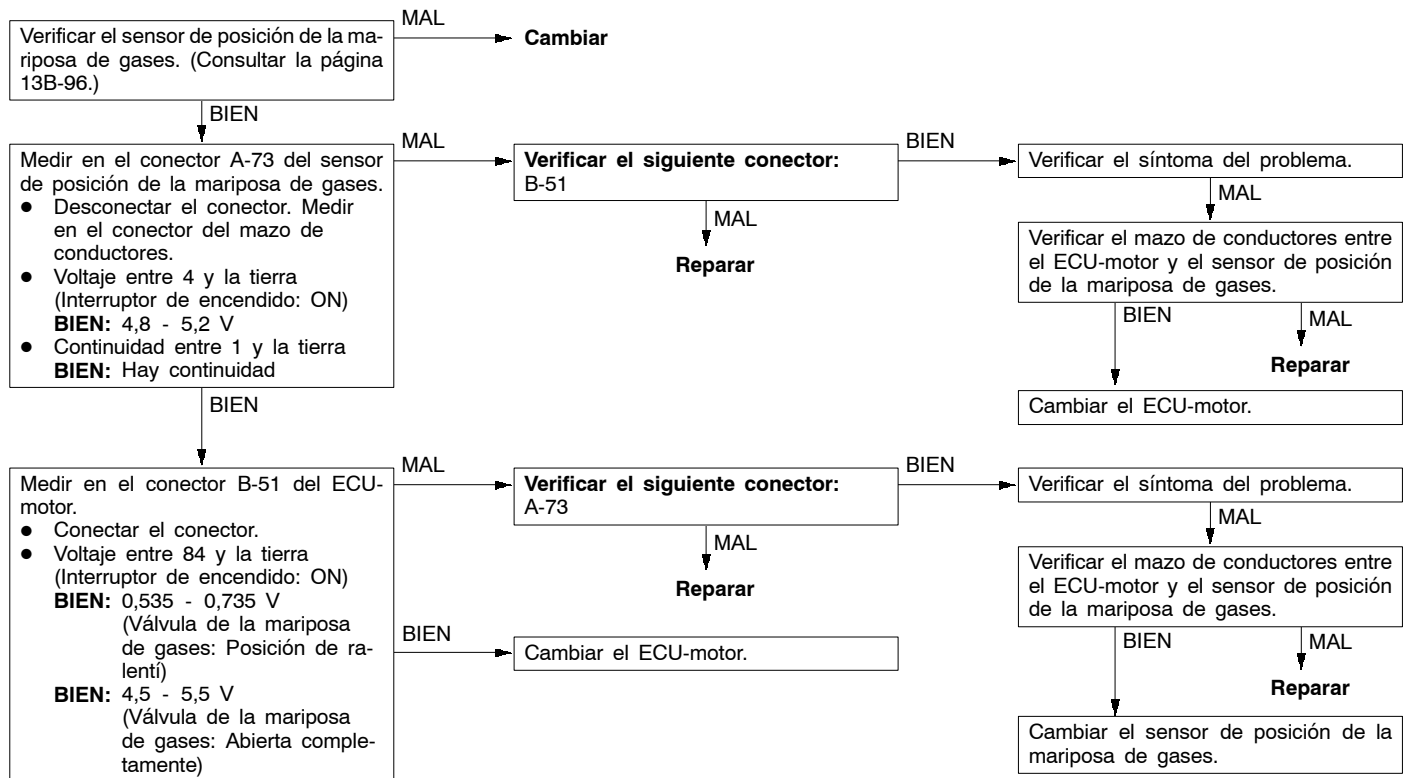 Verificar el sensor de posición de la ma-
riposa de gases. (Consultar la página
13B-96.)
MAL
Cambiar
BIEN
Medir en el conector A-73 del sensor
de posición de la mariposa de gases.
● Desconectar el conector. Medir
en el conector del mazo de
conductores.
● Voltaje entre 4 y la tierra
(Interruptor de encendido: ON)
BIEN: 4,8 - 5,2 V
● Continuidad entre 1 y la tierra
BIEN: Hay continuidad
MAL
Verificar el siguiente conector:
B-51
MAL
Reparar
BIEN
Verificar el síntoma del problema.
MAL
Verificar el mazo de conductores entre
el ECU-motor y el sensor de posición
de la mariposa de gases.
BIEN
MAL
Reparar
Cambiar el ECU-motor.
BIEN
Medir en el conector B-51 del ECU-
motor.
● Conectar el conector.
● Voltaje entre 84 y la tierra
(Interruptor de encendido: ON)
BIEN: 0,535 - 0,735 V
(Válvula de la mariposa
de gases: Posición de ra-
lentí)
BIEN: 4,5 - 5,5 V
(Válvula de la mariposa
de gases: Abierta comple-
tamente)
MAL
Verificar el siguiente conector:
A-73
MAL
Reparar
BIEN
Cambiar el ECU-motor.
BIEN
Verificar el síntoma del problema.
MAL
Verificar el mazo de conductores entre
el ECU-motor y el sensor de posición
de la mariposa de gases.
BIEN
MAL
Reparar
Cambiar el sensor de posición de la
mariposa de gases.